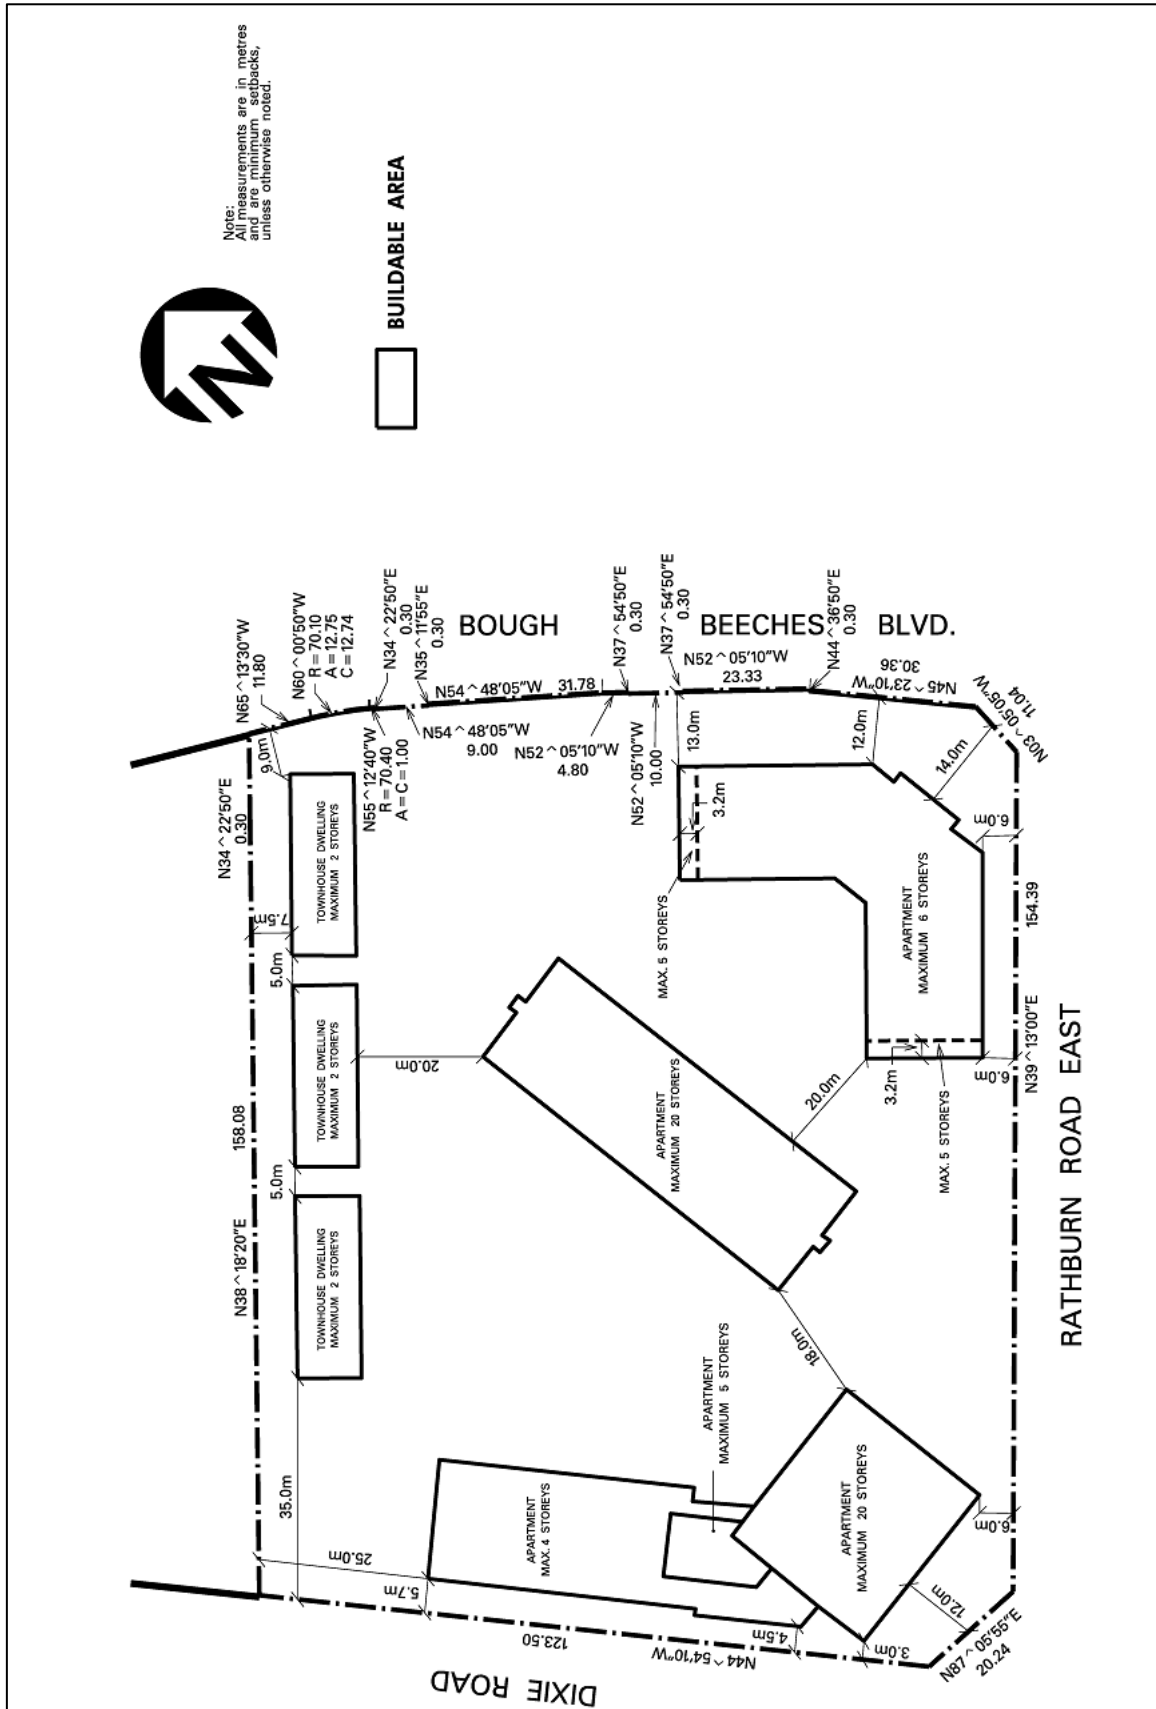 Note:
All measurements are in metres
and are minimum setbacks,
unless otherwise noted.
N
BUILDABLE AREA
BOUGH BEECHES BLVD.
N65^13'30"W
11.80
N60^00'50"W
R=70.10
A=12.75
C=12.74
N34^22'50"E
0.30
N35^11'55"E
0.30
N54^48'05"W 31.78
N37^54'50"E
0.30
N37^54'50"E
0.30
N52^05'10"W
23.33
N44^36'50"E
0.30
N45^23'10"W
30.36
N03^05'05"W
11.04
N34^22'50"E
0.30
9.0m
N55^12'40"W
R=70.40
A=C=1.00
N54^48'05"W
9.00
N52^05'10"W
4.80
N52^05'10"W
10.00
13.0m
12.0m
14.0m
6.0m
7.5m
TOWNHOUSE DWELLING
MAXIMUM 2 STOREYS
5.0m
TOWNHOUSE DWELLING
MAXIMUM 2 STOREYS
5.0m
TOWNHOUSE DWELLING
MAXIMUM 2 STOREYS
35.0m
158.08
N38^18'20"E
20.0m
3.2m
MAX. 5 STOREYS
APARTMENT
MAXIMUM 6 STOREYS
154.39
N39^13'00"E
6.0m
3.2m
MAX. 5 STOREYS
20.0m
APARTMENT
MAXIMUM 20 STOREYS
18.0m
APARTMENT
MAXIMUM 5 STOREYS
APARTMENT
MAX. 4 STOREYS
APARTMENT
MAXIMUM 20 STOREYS
25.0m
5.7m
4.5m
3.0m
12.0m
6.0m
123.50
N44^54'10"W
N87^05'55"E
20.24
RATHBURN ROAD EAST
DIXIE ROAD